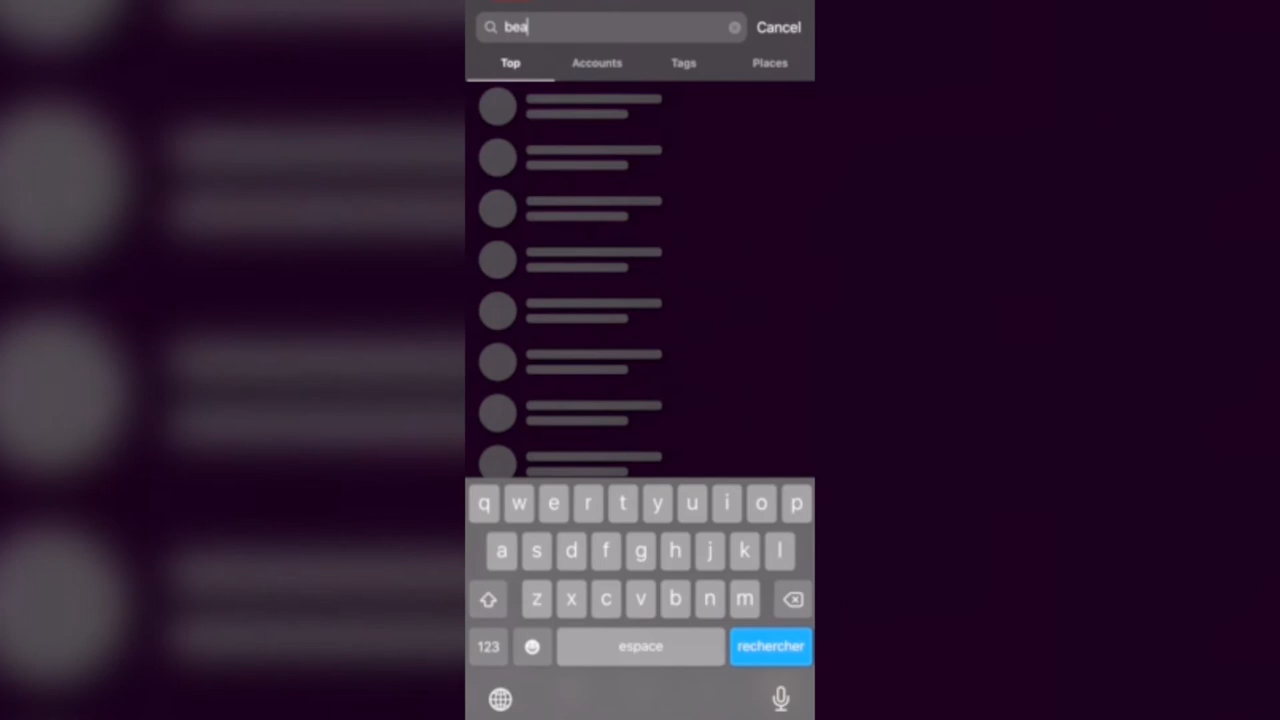 bea
Cancel
Top Accounts Tags Places
q w e r t y u i o p
a s d f g h j k l
z x c v b n m
123 espace rechercher